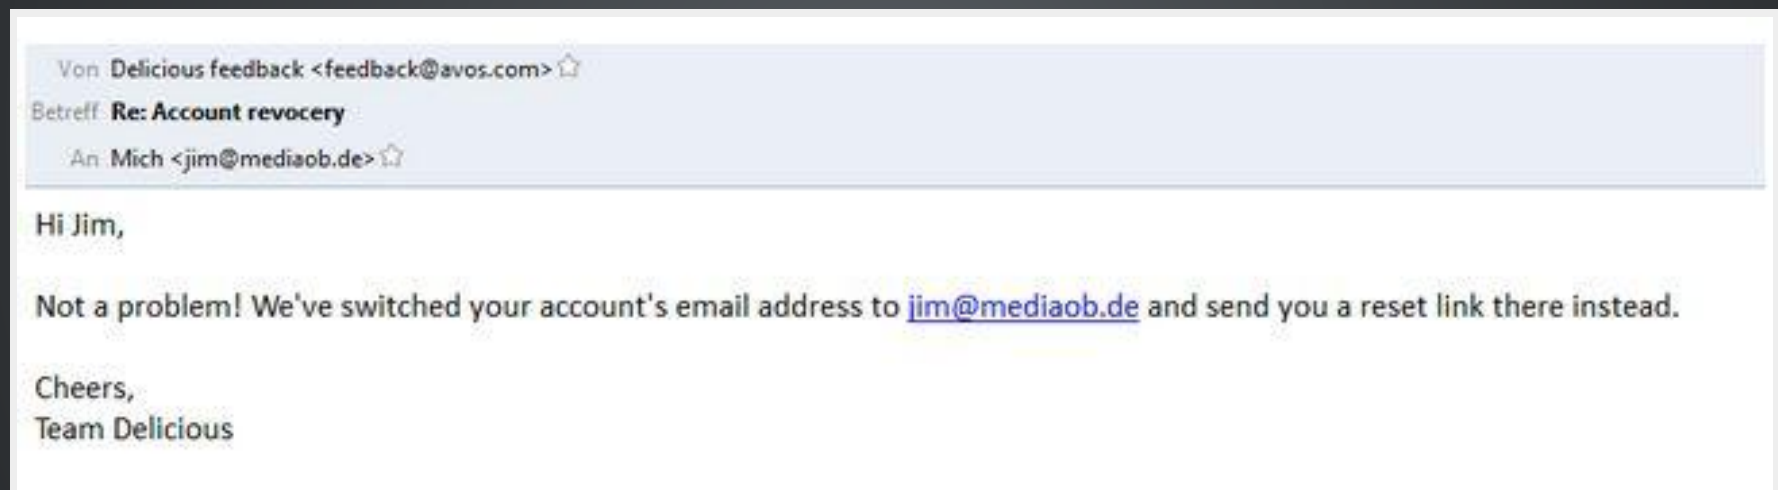 Von Delicious feedback <feedback@avos.com>
Betreff Re: Account revocery
An Mich <jim@mediaob.de>
Hi Jim,
Not a problem! We've switched your account's email address to jim@mediaob.de and send you a reset link there instead.
Cheers,
Team Delicious